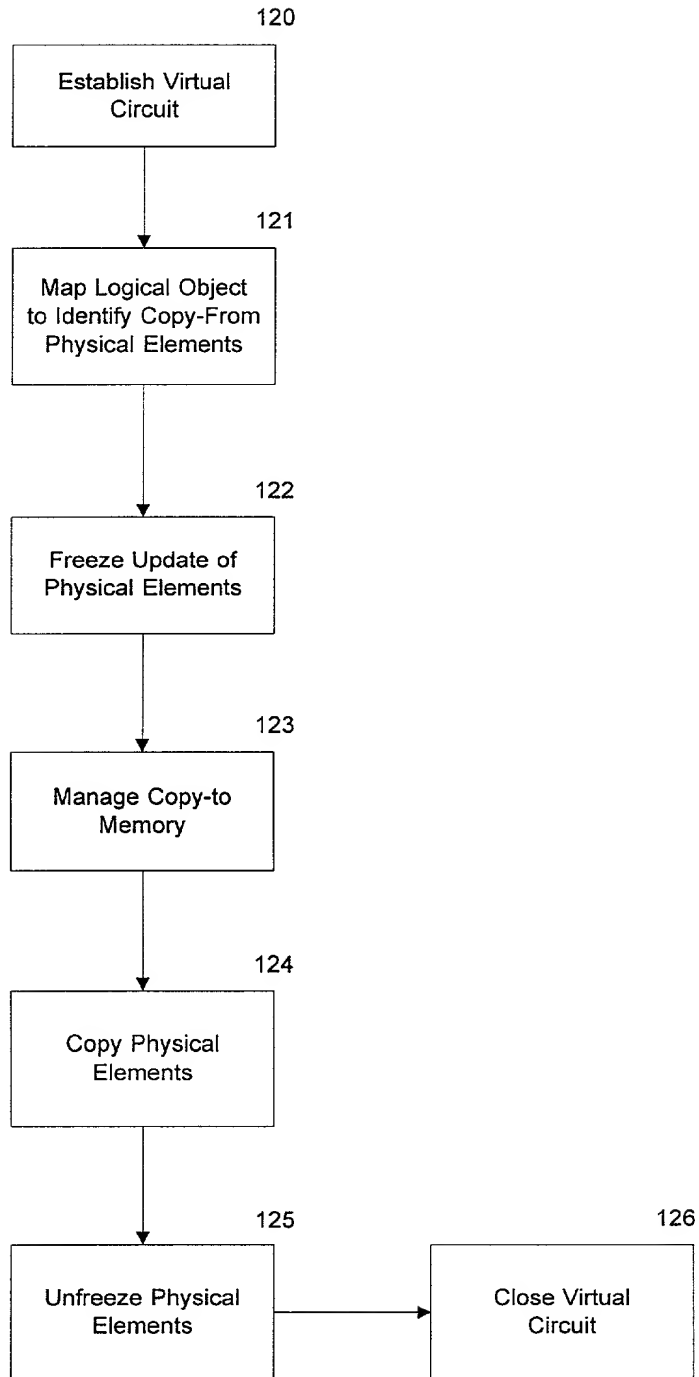 120
Establish Virtual
Circuit
121
Map Logical Object
to Identify Copy-From
Physical Elements
122
Freeze Update of
Physical Elements
123
Manage Copy-to
Memory
124
Copy Physical
Elements
125
Unfreeze Physical
Elements
126
Close Virtual
Circuit